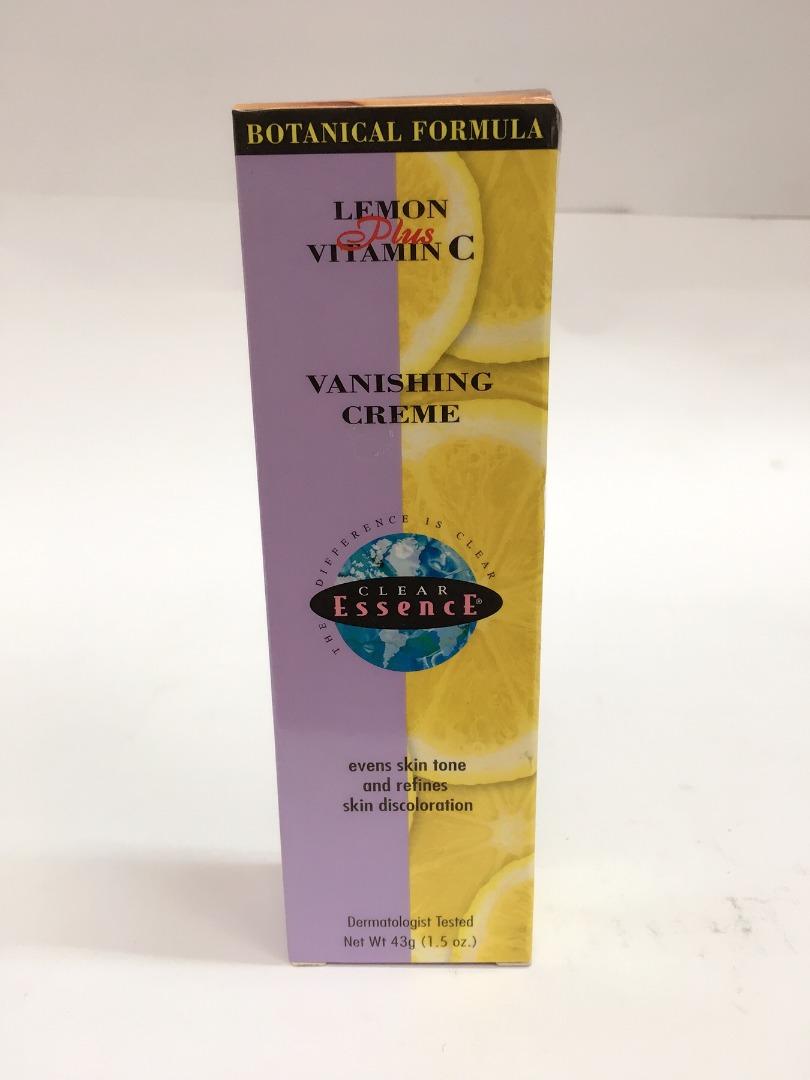 BOTANICAL FORMULA
LEMON
Plus
VITAMIN C
VANISHING
CREME
THE DIFFERENCE IS CLEAR
CLEAR
EssencE®
evens skin tone
and refines
skin discoloration
Dermatologist Tested
Net Wt 43g (1.5 oz.)